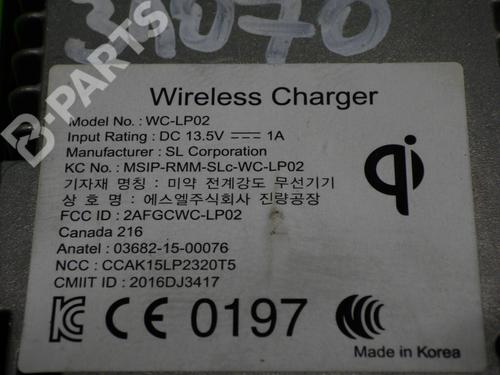 31070
B-PARTS
Wireless Charger
Model No. : WC-LP02
Input Rating : DC 13.5V ⎓ 1A
Manufacturer : SL Corporation
KC No. : MSIP-RMM-SLc-WC-LP02
기자재 명칭 : 미약 전계강도 무선기기
상 호 명 : 에스엘주식회사 진량공장
FCC ID : 2AFGCWC-LP02
Canada 216
Anatel : 03682-15-00076
NCC : CCAK15LP2320T5
CMIIT ID : 2016DJ3417
qi
KC CE 0197
Made in Korea